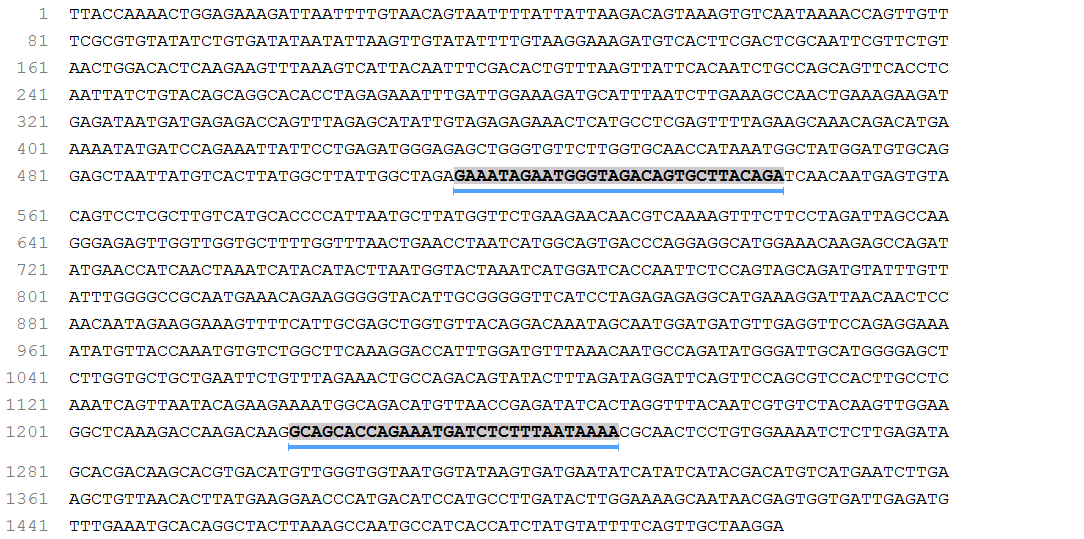 1 TTACCAAAACTGGAGAAAGATTAATTTTGTAACAGTAATTTTATTATTAAGACAGTAAAGTGTCAATAAAACCAGTTGTT
81 TCGCGTGTATATCTGTGATATAATATTAAGTTGTATATTTTGTAAGGAAAGATGTCACTTCGACTCGCAATTCGTTCTGT
161 AACTGGACACTCAAGAAGTTTAAAGTCATTACAATTTCGACACTGTTTAAGTTATTCACAATCTGCCAGCAGTTCACCTC
241 AATTATCTGTACAGCAGGCACACCTAGAGAAATTTGATTGGAAAGATGCATTTAATCTTGAAAGCCAACTGAAAGAAGAT
321 GAGATAATGATGAGAGACCAGTTTAGAGCATATTGTAGAGAGAAACTCATGCCTCGAGTTTTAGAAGCAAACAGACATGA
401 AAAATATGATCCAGAAATTATTCCTGAGATGGGAGAGCTGGGTGTTCTTGGTGCAACCATAAATGGCTATGGATGTGCAG
481 GAGCTAATTATGTCACTTATGGCTTATTGGCTAGAGAAATAGAATGGGTAGACAGTGCTTACAGATCAACAATGAGTGTA
561 CAGTCCTCGCTTGTCATGCACCCCATTAATGCTTATGGTTCTGAAGAACAACGTCAAAAGTTTCTTCCTAGATTAGCCAA
641 GGGAGAGTTGGTTGGTGCTTTTGGTTTAACTGAACCTAATCATGGCAGTGACCCAGGAGGCATGGAAACAAGAGCCAGAT
721 ATGAACCATCAACTAAATCATACATACTTAATGGTACTAAATCATGGATCACCAATTCTCCAGTAGCAGATGTATTTGTT
801 ATTTGGGGCCGCAATGAAACAGAAGGGGGTACATTGCGGGGGTTCATCCTAGAGAGAGGCATGAAAGGATTAACAACTCC
881 AACAATAGAAGGAAAGTTTTCATTGCGAGCTGGTGTTACAGGACAAATAGCAATGGATGATGTTGAGGTTCCAGAGGAAA
961 ATATGTTACCAAATGTGTCTGGCTTCAAAGGACCATTTGGATGTTTAAACAATGCCAGATATGGGATTGCATGGGGAGCT
1041 CTTGGTGCTGCTGAATTCTGTTTAGAAACTGCCAGACAGTATACTTTAGATAGGATTCAGTTCCAGCGTCCACTTGCCTC
1121 AAATCAGTTAATACAGAAGAAAATGGCAGACATGTTAACCGAGATATCACTAGGTTTACAATCGTGTCTACAAGTTGGAA
1201 GGCTCAAAGACCAAGACAAGGCAGCACCAGAAATGATCTCTTTAATAAAACGCAACTCCTGTGGAAAATCTCTTGAGATA
1281 GCACGACAAGCACGTGACATGTTGGGTGGTAATGGTATAAGTGATGAATATCATATCATACGACATGTCATGAATCTTGA
1361 AGCTGTTAACACTTATGAAGGAACCCATGACATCCATGCCTTGATACTTGGAAAAGCAATAACGAGTGGTGATTGAGATG
1441 TTTGAAATGCACAGGCTACTTAAAGCCAATGCCATCACCATCTATGTATTTTCAGTTGCTAAGGA